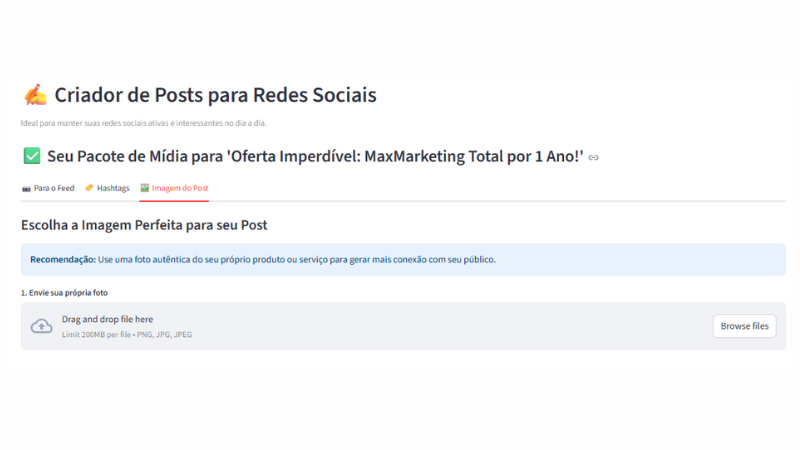 Criador de Posts para Redes Sociais
Ideal para manter suas redes sociais ativas e interessantes no dia a dia.
Seu Pacote de Mídia para 'Oferta Imperdível: MaxMarketing Total por 1 Ano!'
Para o Feed Hashtags Imagem do Post
Escolha a Imagem Perfeita para seu Post
Recomendação: Use uma foto autêntica do seu próprio produto ou serviço para gerar mais conexão com seu público.
1. Envie sua própria foto
Drag and drop file here
Limit 200MB per file • PNG, JPG, JPEG
Browse files